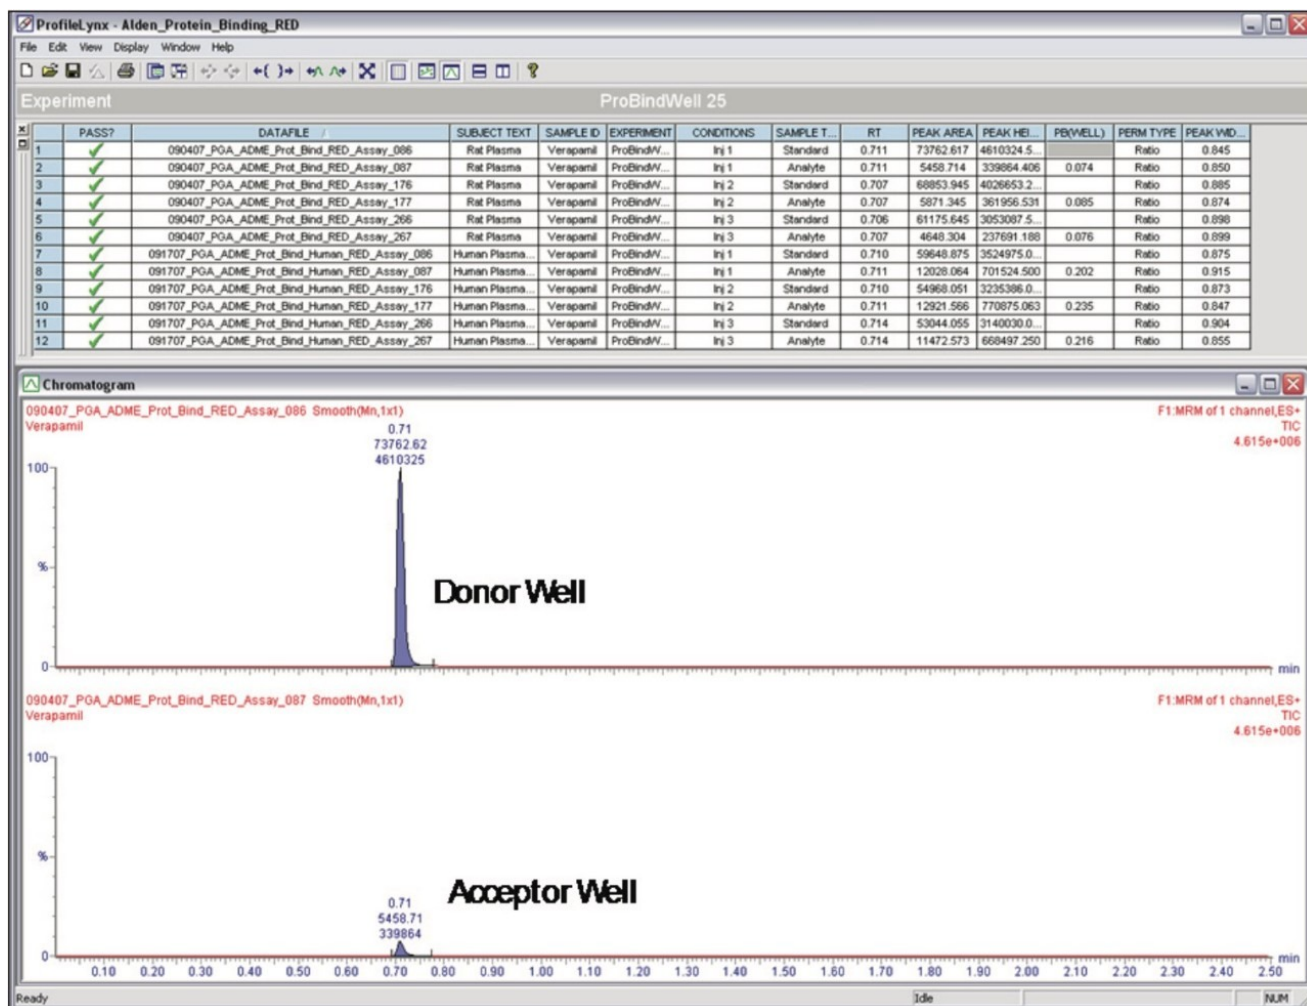 ProfileLynx - Alden_Protein_Binding_RED
File Edit View Display Window Help
Experiment ProBindWell 25
PASS? DATAFILE SUBJECT TEXT SAMPLE ID EXPERIMENT CONDITIONS SAMPLE T... RT PEAK AREA PEAK HEI... PB(WELL) PERM TYPE PEAK WID...
1 090407_PGA_ADME_Prot_Bind_RED_Assay_086 Rat Plasma Verapamil ProBindW... Inj 1 Standard 0.711 73762.617 4610324.5... Ratio 0.845
2 090407_PGA_ADME_Prot_Bind_RED_Assay_087 Rat Plasma Verapamil ProBindW... Inj 1 Analyte 0.711 5458.714 339864.406 0.074 Ratio 0.850
3 090407_PGA_ADME_Prot_Bind_RED_Assay_176 Rat Plasma Verapamil ProBindW... Inj 2 Standard 0.707 68853.945 4026653.2... Ratio 0.885
4 090407_PGA_ADME_Prot_Bind_RED_Assay_177 Rat Plasma Verapamil ProBindW... Inj 2 Analyte 0.707 5871.345 361956.531 0.085 Ratio 0.874
5 090407_PGA_ADME_Prot_Bind_RED_Assay_266 Rat Plasma Verapamil ProBindW... Inj 3 Standard 0.706 61175.645 3053087.5... Ratio 0.898
6 090407_PGA_ADME_Prot_Bind_RED_Assay_267 Rat Plasma Verapamil ProBindW... Inj 3 Analyte 0.707 4648.304 237691.188 0.076 Ratio 0.899
7 091707_PGA_ADME_Prot_Bind_Human_RED_Assay_086 Human Plasma... Verapamil ProBindW... Inj 1 Standard 0.710 59648.875 3524975.0... Ratio 0.875
8 091707_PGA_ADME_Prot_Bind_Human_RED_Assay_087 Human Plasma... Verapamil ProBindW... Inj 1 Analyte 0.711 12028.064 701524.500 0.202 Ratio 0.915
9 091707_PGA_ADME_Prot_Bind_Human_RED_Assay_176 Human Plasma... Verapamil ProBindW... Inj 2 Standard 0.710 54968.051 3235386.0... Ratio 0.873
10 091707_PGA_ADME_Prot_Bind_Human_RED_Assay_177 Human Plasma... Verapamil ProBindW... Inj 2 Analyte 0.711 12921.566 770875.063 0.235 Ratio 0.847
11 091707_PGA_ADME_Prot_Bind_Human_RED_Assay_266 Human Plasma... Verapamil ProBindW... Inj 3 Standard 0.714 53044.055 3140030.0... Ratio 0.904
12 091707_PGA_ADME_Prot_Bind_Human_RED_Assay_267 Human Plasma... Verapamil ProBindW... Inj 3 Analyte 0.714 11472.573 668497.250 0.216 Ratio 0.855
Chromatogram
090407_PGA_ADME_Prot_Bind_RED_Assay_086 Smooth(Mn,1x1) F1:MRM of 1 channel,ES+
Verapamil TIC
4.615e+006
0.71
73762.62
4610325
100
%
Donor Well
0
min
090407_PGA_ADME_Prot_Bind_RED_Assay_087 Smooth(Mn,1x1) F1:MRM of 1 channel,ES+
Verapamil TIC
4.615e+006
100
%
Acceptor Well
0.71
5458.71
339864
0
min
0.10 0.20 0.30 0.40 0.50 0.60 0.70 0.80 0.90 1.00 1.10 1.20 1.30 1.40 1.50 1.60 1.70 1.80 1.90 2.00 2.10 2.20 2.30 2.40 2.50
Ready Idle NUM